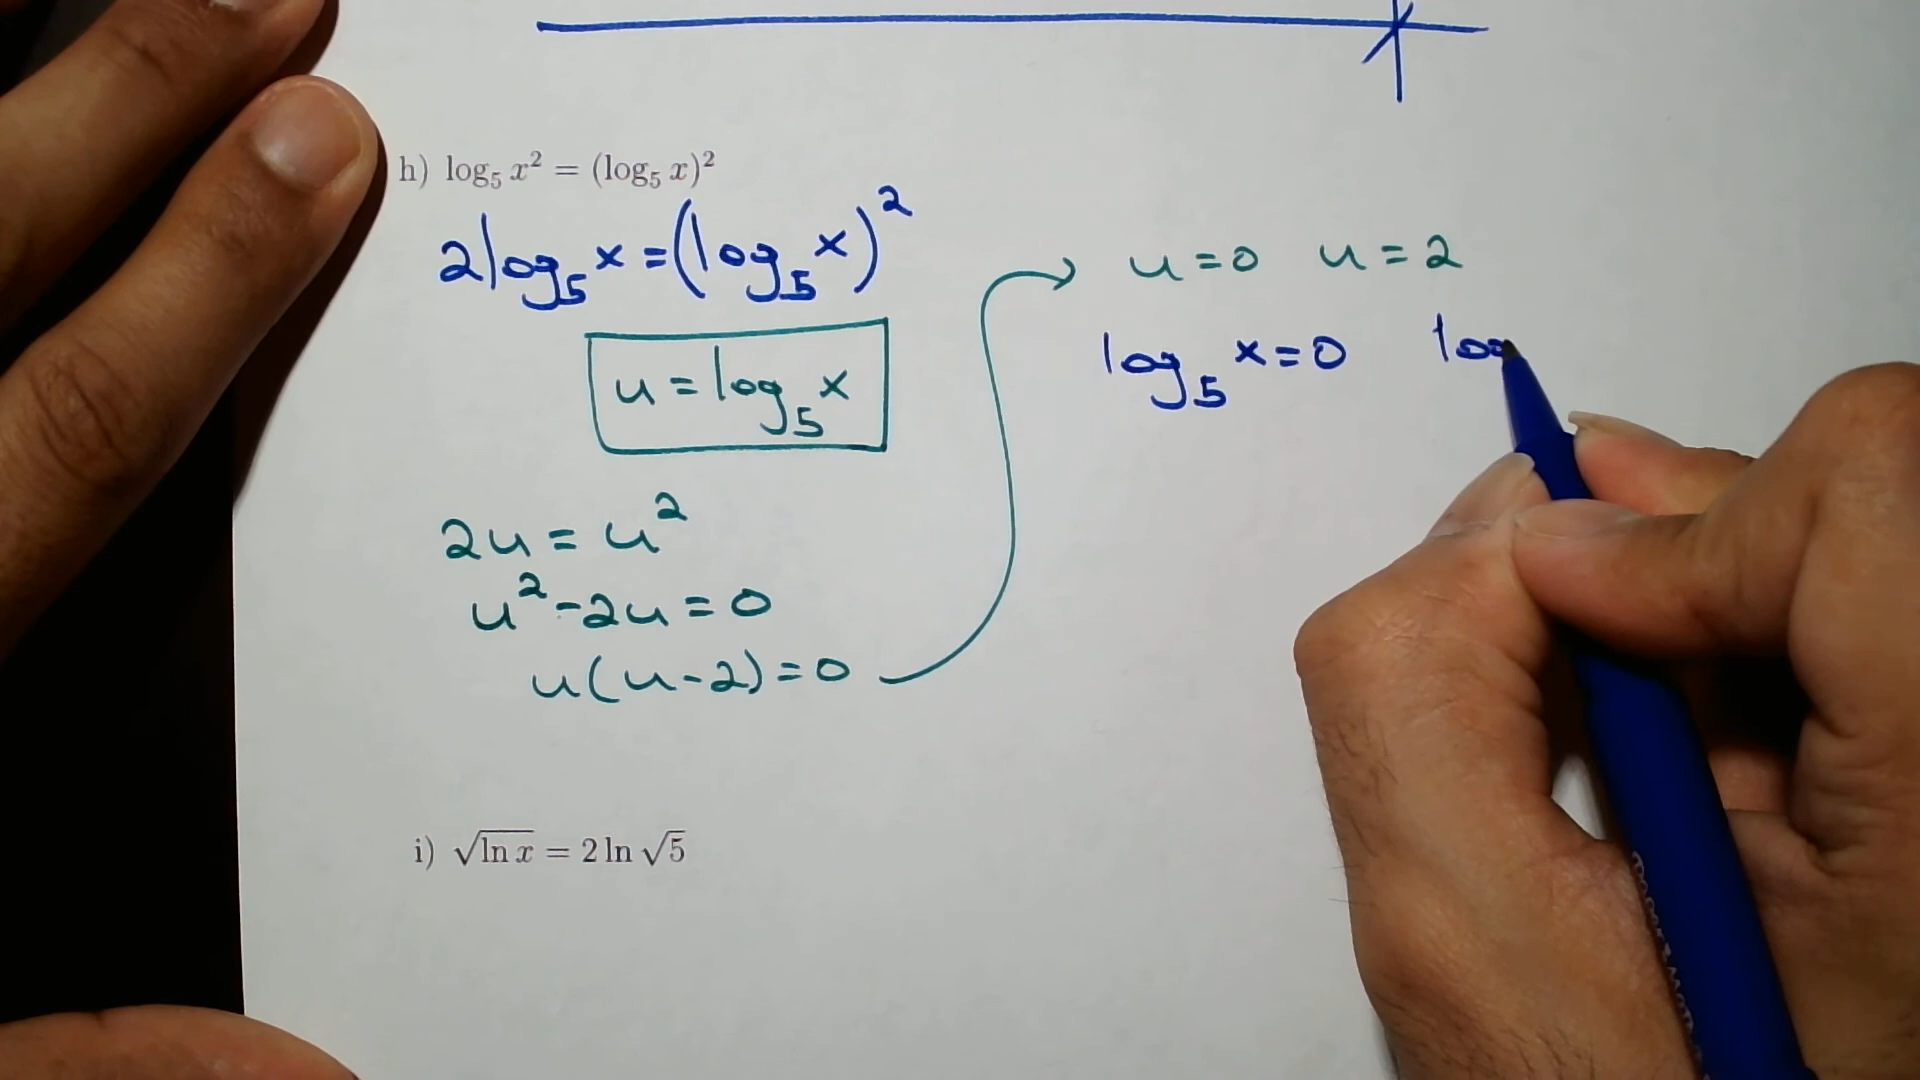 h) log₅ x² = (log₅ x)²
2log₅ x = (log₅ x)²
u = log₅ x
2u = u²
u² - 2u = 0
u(u-2) = 0
u = 0 u = 2
log₅ x = 0 log
i) √ln x = 2 ln √5